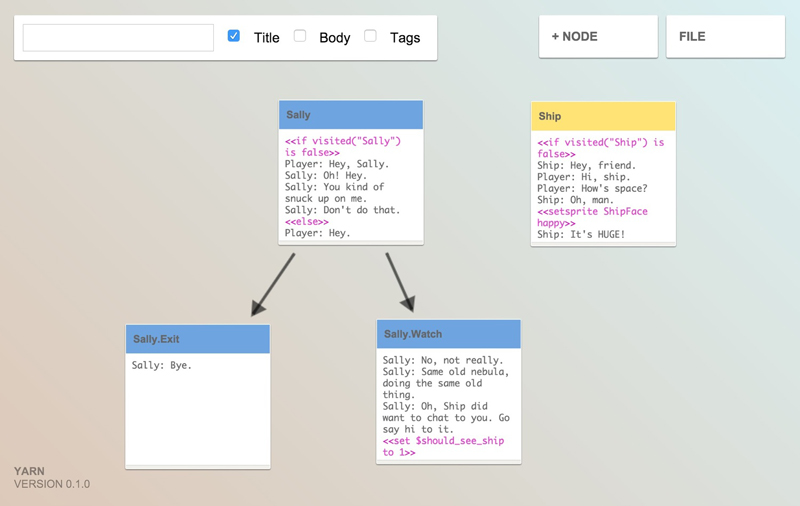 Title
Body
Tags
+ NODE
FILE
Sally
<<if visited("Sally")
is false>>
Player: Hey, Sally.
Sally: Oh! Hey.
Sally: You kind of
snuck up on me.
Sally: Don't do that.
<<else>>
Player: Hey.
Ship
<<if visited("Ship") is
false>>
Ship: Hey, friend.
Player: Hi, ship.
Player: How's space?
Ship: Oh, man.
<<setsprite ShipFace
happy>>
Ship: It's HUGE!
Sally.Exit
Sally: Bye.
Sally.Watch
Sally: No, not really.
Sally: Same old nebula,
doing the same old
thing.
Sally: Oh, Ship did
want to chat to you. Go
say hi to it.
<<set $should_see_ship
to 1>>
YARN
VERSION 0.1.0